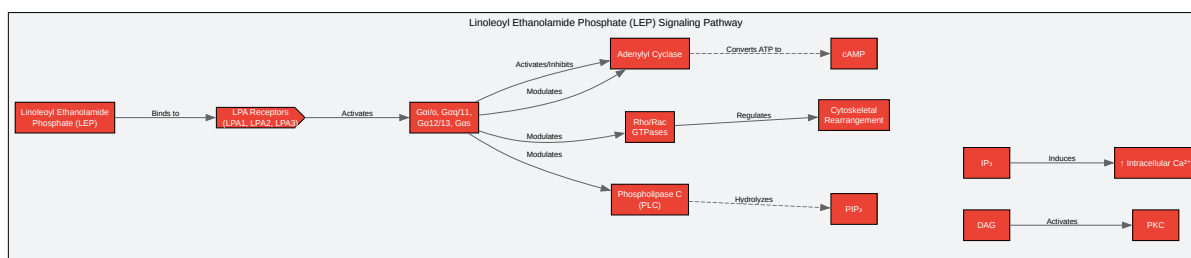 Linoleoyl Ethanolamide Phosphate (LEP) Signaling Pathway
Linoleoyl Ethanolamide
Phosphate (LEP)
Binds to
LPA Receptors
(LPA1, LPA2, LPA3)
Activates
Gαi/o, Gαq/11,
Gα12/13, Gαs
Activates/Inhibits
Modulates
Modulates
Modulates
Adenylyl Cyclase
Converts ATP to
cAMP
Rho/Rac
GTPases
Regulates
Cytoskeletal
Rearrangement
Phospholipase C
(PLC)
Hydrolyzes
PIP₂
IP₃
Induces
↑ Intracellular Ca²⁺
DAG
Activates
PKC